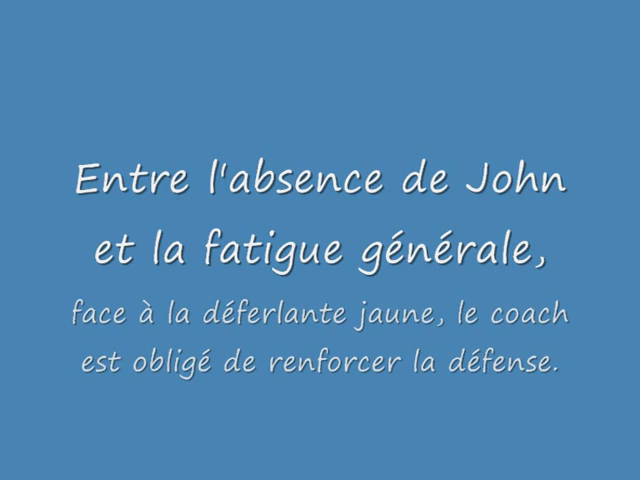 Entre l'absence de John
et la fatigue générale,
face à la déferlante jaune, le coach
est obligé de renforcer la défense.